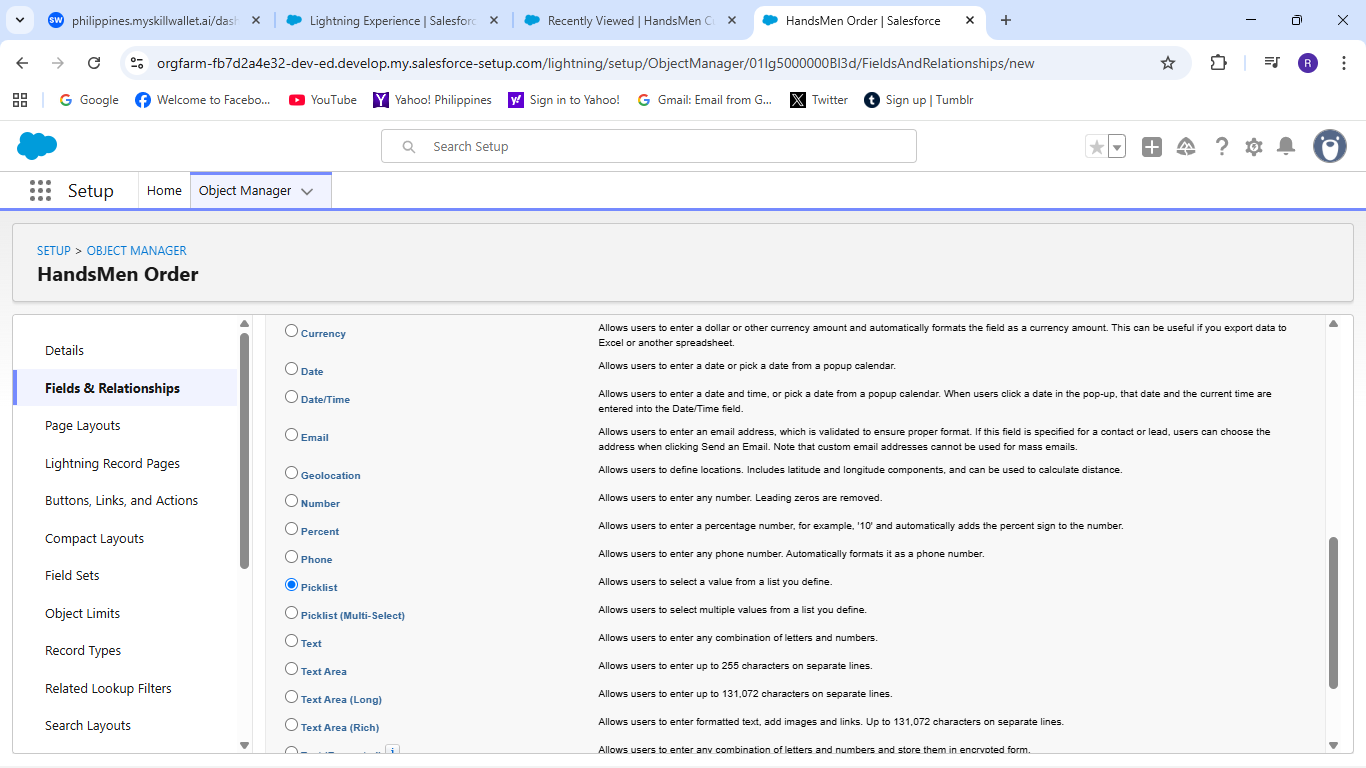 philippines.myskillwallet.ai/dash
Lightning Experience | Salesforc
Recently Viewed | HandsMen C
HandsMen Order | Salesforce
orgfarm-fb7d2a4e32-dev-ed.develop.my.salesforce-setup.com/lightning/setup/ObjectManager/01Ig5000000Bl3d/FieldsAndRelationships/new
R
Google
Welcome to Facebo...
YouTube
Yahoo! Philippines
Sign in to Yahoo!
Gmail: Email from G...
Twitter
Sign up | Tumblr
Search Setup
Setup
Home
Object Manager
SETUP > OBJECT MANAGER
HandsMen Order
Details
Fields & Relationships
Page Layouts
Lightning Record Pages
Buttons, Links, and Actions
Compact Layouts
Field Sets
Object Limits
Record Types
Related Lookup Filters
Search Layouts
Currency
Allows users to enter a dollar or other currency amount and automatically formats the field as a currency amount. This can be useful if you export data to
Excel or another spreadsheet.
Date
Allows users to enter a date or pick a date from a popup calendar.
Date/Time
Allows users to enter a date and time, or pick a date from a popup calendar. When users click a date in the pop-up, that date and the current time are
entered into the Date/Time field.
Email
Allows users to enter an email address, which is validated to ensure proper format. If this field is specified for a contact or lead, users can choose the
address when clicking Send an Email. Note that custom email addresses cannot be used for mass emails.
Geolocation
Allows users to define locations. Includes latitude and longitude components, and can be used to calculate distance.
Number
Allows users to enter any number. Leading zeros are removed.
Percent
Allows users to enter a percentage number, for example, '10' and automatically adds the percent sign to the number.
Phone
Allows users to enter any phone number. Automatically formats it as a phone number.
Picklist
Allows users to select a value from a list you define.
Picklist (Multi-Select)
Allows users to select multiple values from a list you define.
Text
Allows users to enter any combination of letters and numbers.
Text Area
Allows users to enter up to 255 characters on separate lines.
Text Area (Long)
Allows users to enter up to 131,072 characters on separate lines.
Text Area (Rich)
Allows users to enter formatted text, add images and links. Up to 131,072 characters on separate lines.
Allows users to enter any combination of letters and numbers and store them in encrypted form.